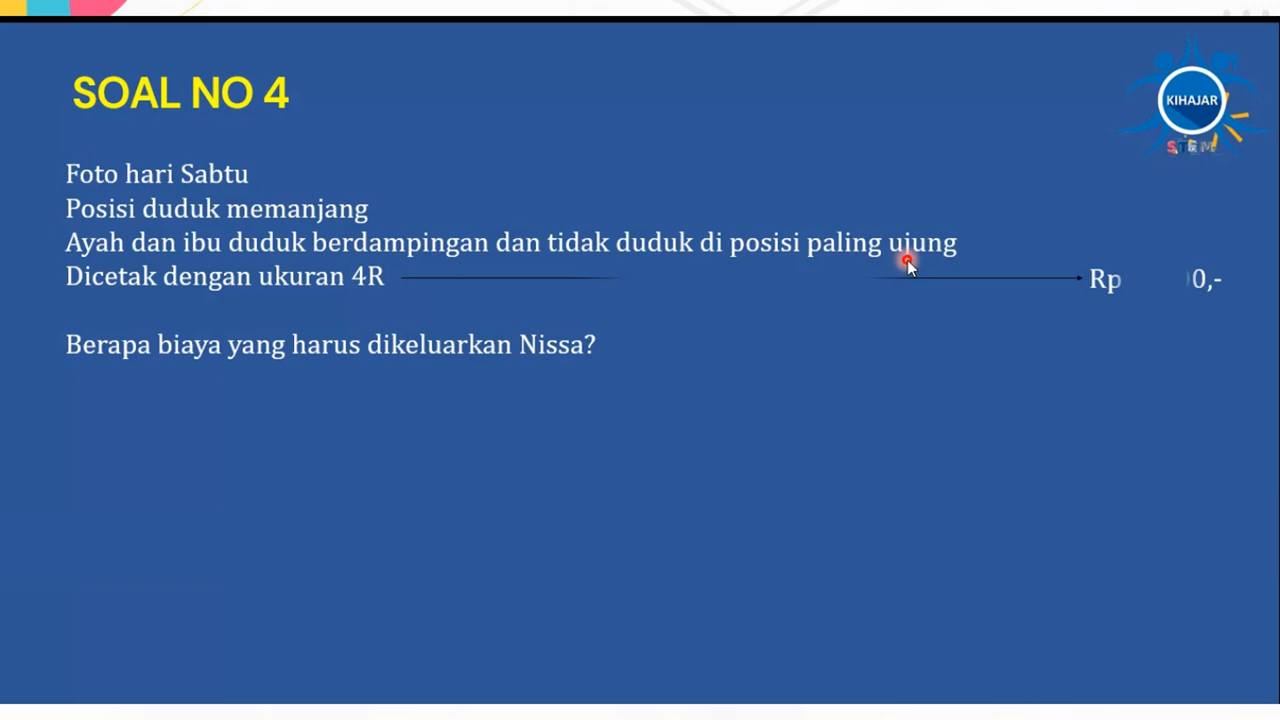 SOAL NO 4
KIHAJAR
STEM
Foto hari Sabtu
Posisi duduk memanjang
Ayah dan ibu duduk berdampingan dan tidak duduk di posisi paling ujung
Dicetak dengan ukuran 4R
Rp 0,-
Berapa biaya yang harus dikeluarkan Nissa?